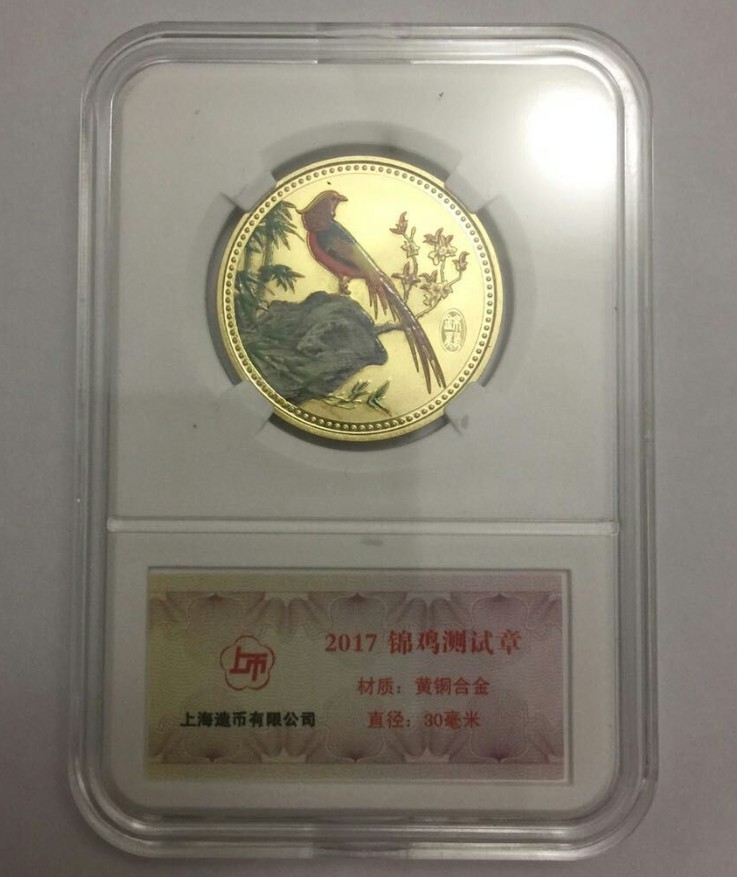 2017 锦鸡测试章
上币
材质：黄铜合金
上海造币有限公司
直径：30毫米